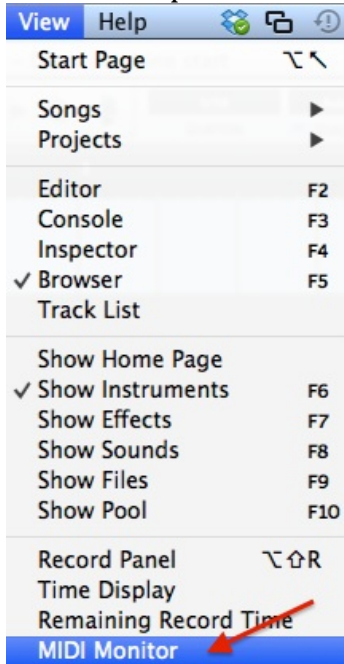 View Help
Start Page ⌥↖
Songs ▶
Projects ▶
Editor F2
Console F3
Inspector F4
✓ Browser F5
Track List
Show Home Page
✓ Show Instruments F6
Show Effects F7
Show Sounds F8
Show Files F9
Show Pool F10
Record Panel ⌥⇧R
Time Display
Remaining Record Time
MIDI Monitor